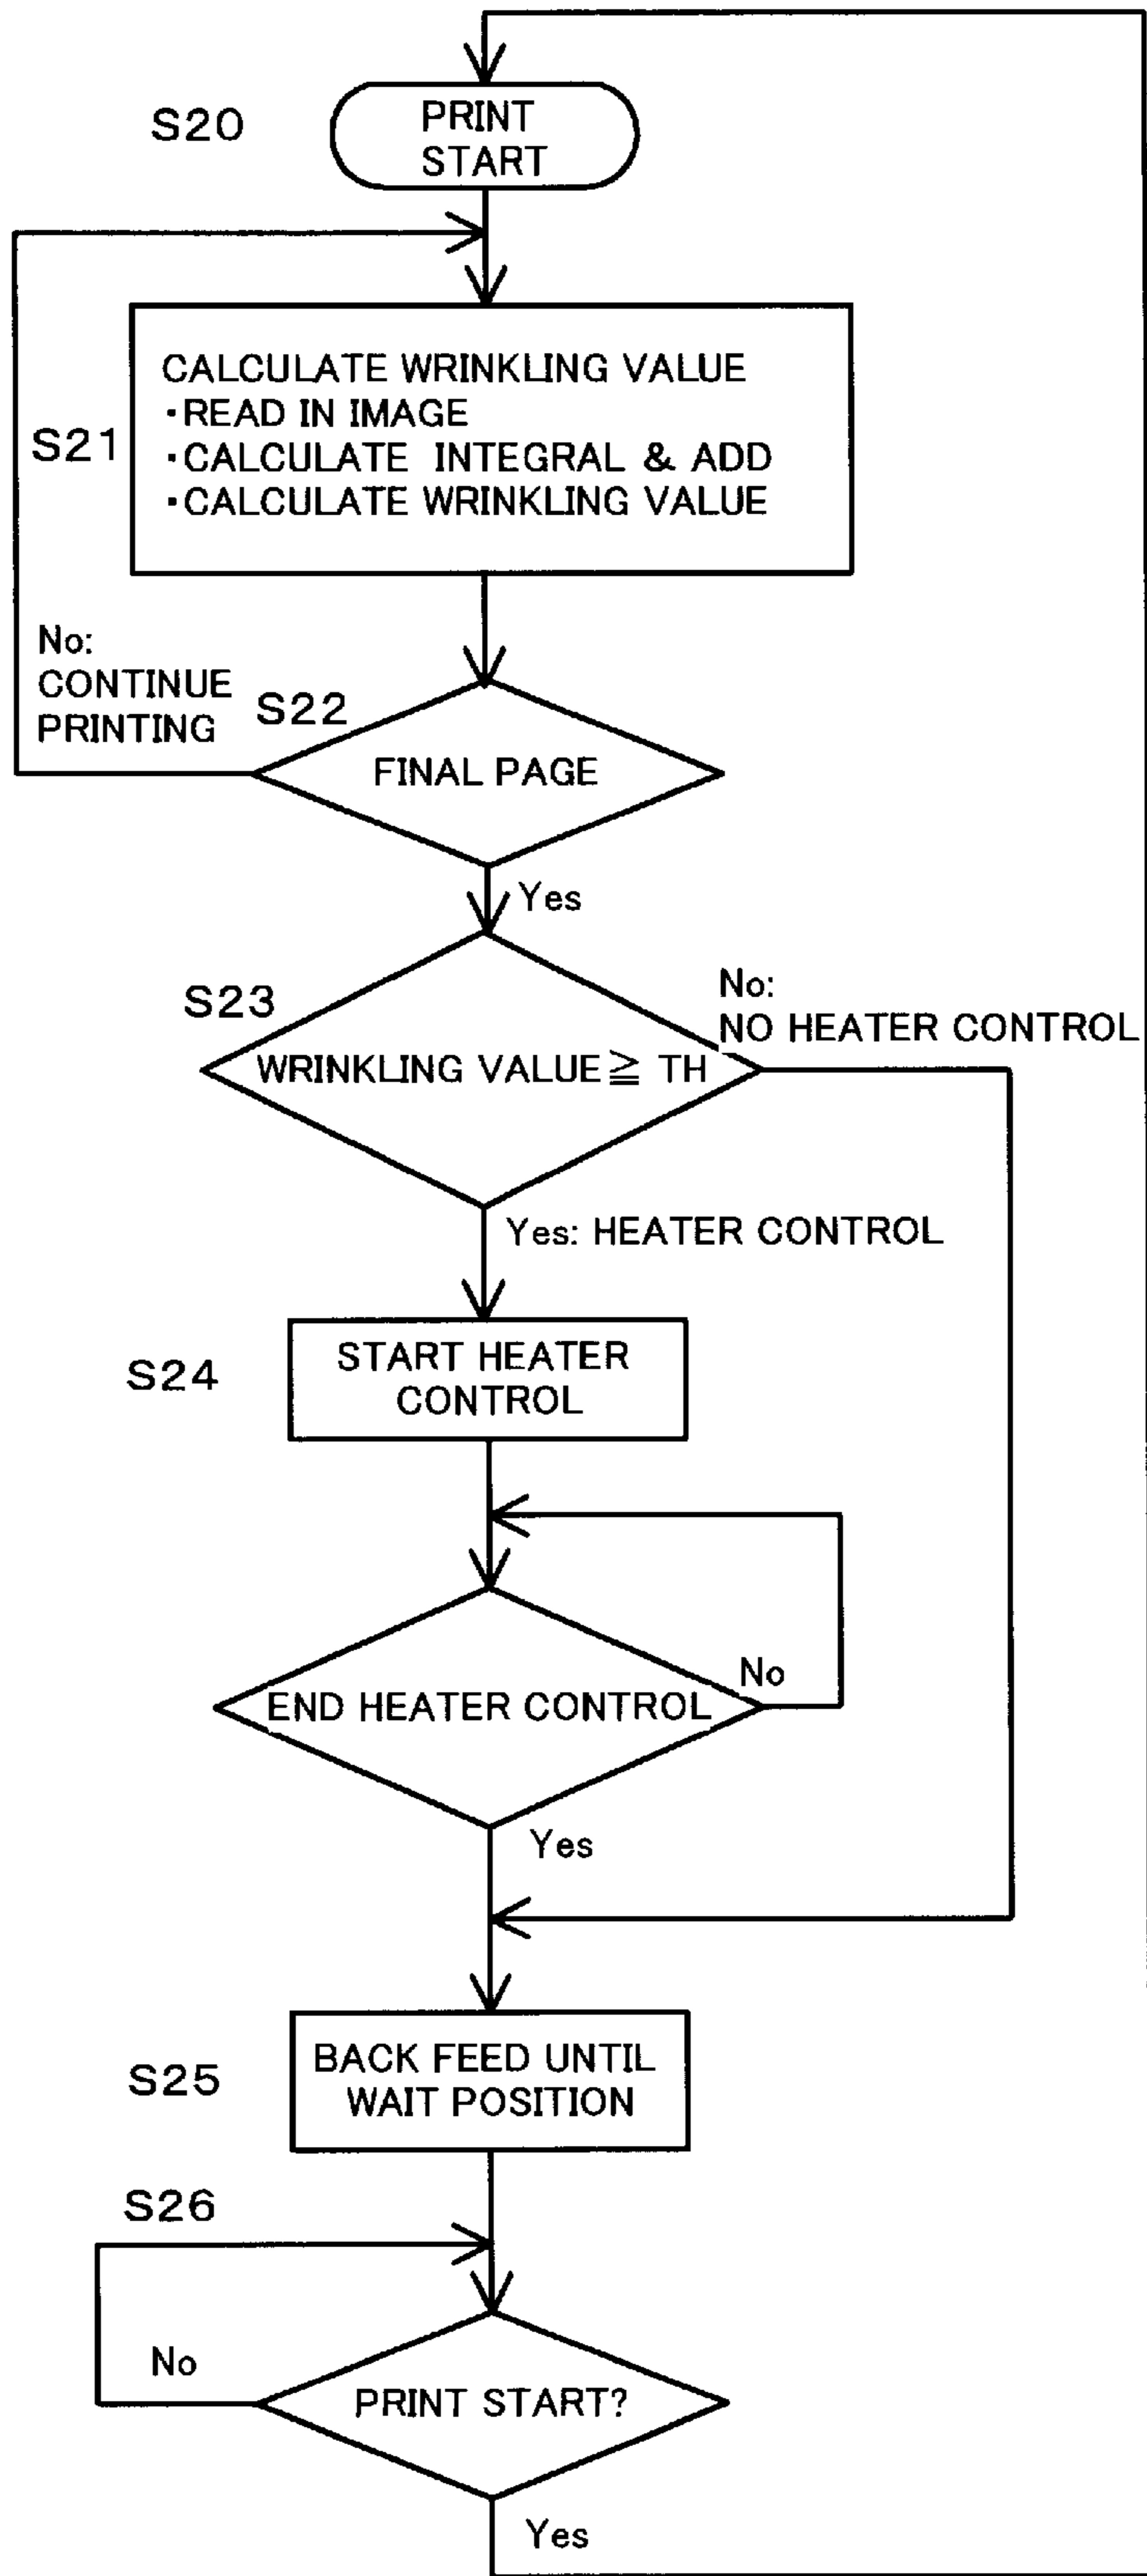 S20
PRINT
START
CALCULATE WRINKLING VALUE
・READ IN IMAGE
・CALCULATE INTEGRAL & ADD
・CALCULATE WRINKLING VALUE
S21
No:
CONTINUE
PRINTING
S22
FINAL PAGE
Yes
S23
No:
NO HEATER CONTROL
WRINKLING VALUE≧ TH
Yes: HEATER CONTROL
S24
START HEATER
CONTROL
No
END HEATER CONTROL
Yes
S25
BACK FEED UNTIL
WAIT POSITION
S26
No
PRINT START?
Yes